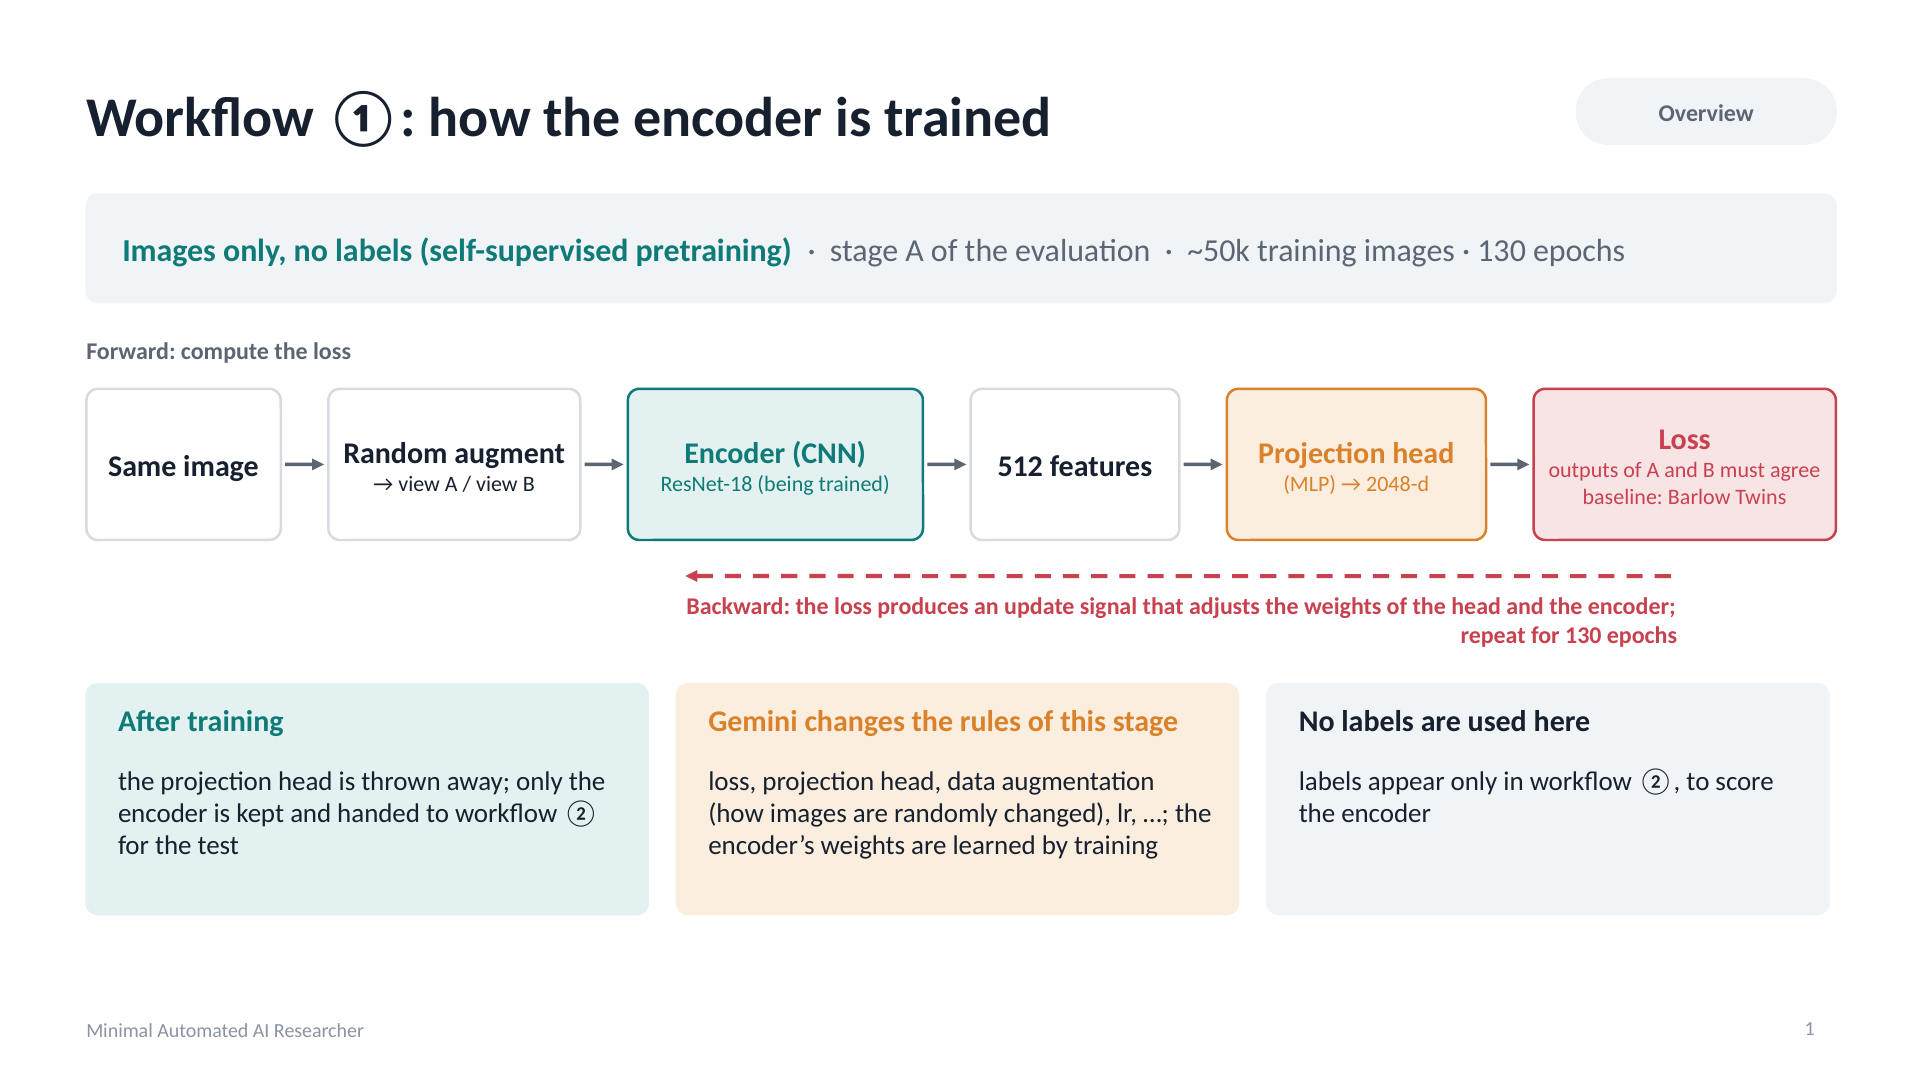 Workflow ①: how the encoder is trained
Overview
Images only, no labels (self-supervised pretraining) · stage A of the evaluation · ~50k training images · 130 epochs
Forward: compute the loss
Same image
Random augment
→ view A / view B
Encoder (CNN)
ResNet-18 (being trained)
512 features
Projection head
(MLP) → 2048-d
Loss
outputs of A and B must agree
baseline: Barlow Twins
Backward: the loss produces an update signal that adjusts the weights of the head and the encoder;
repeat for 130 epochs
After training
the projection head is thrown away; only the
encoder is kept and handed to workflow ②
for the test
Gemini changes the rules of this stage
loss, projection head, data augmentation
(how images are randomly changed), lr, …; the
encoder’s weights are learned by training
No labels are used here
labels appear only in workflow ②, to score
the encoder
Minimal Automated AI Researcher
1